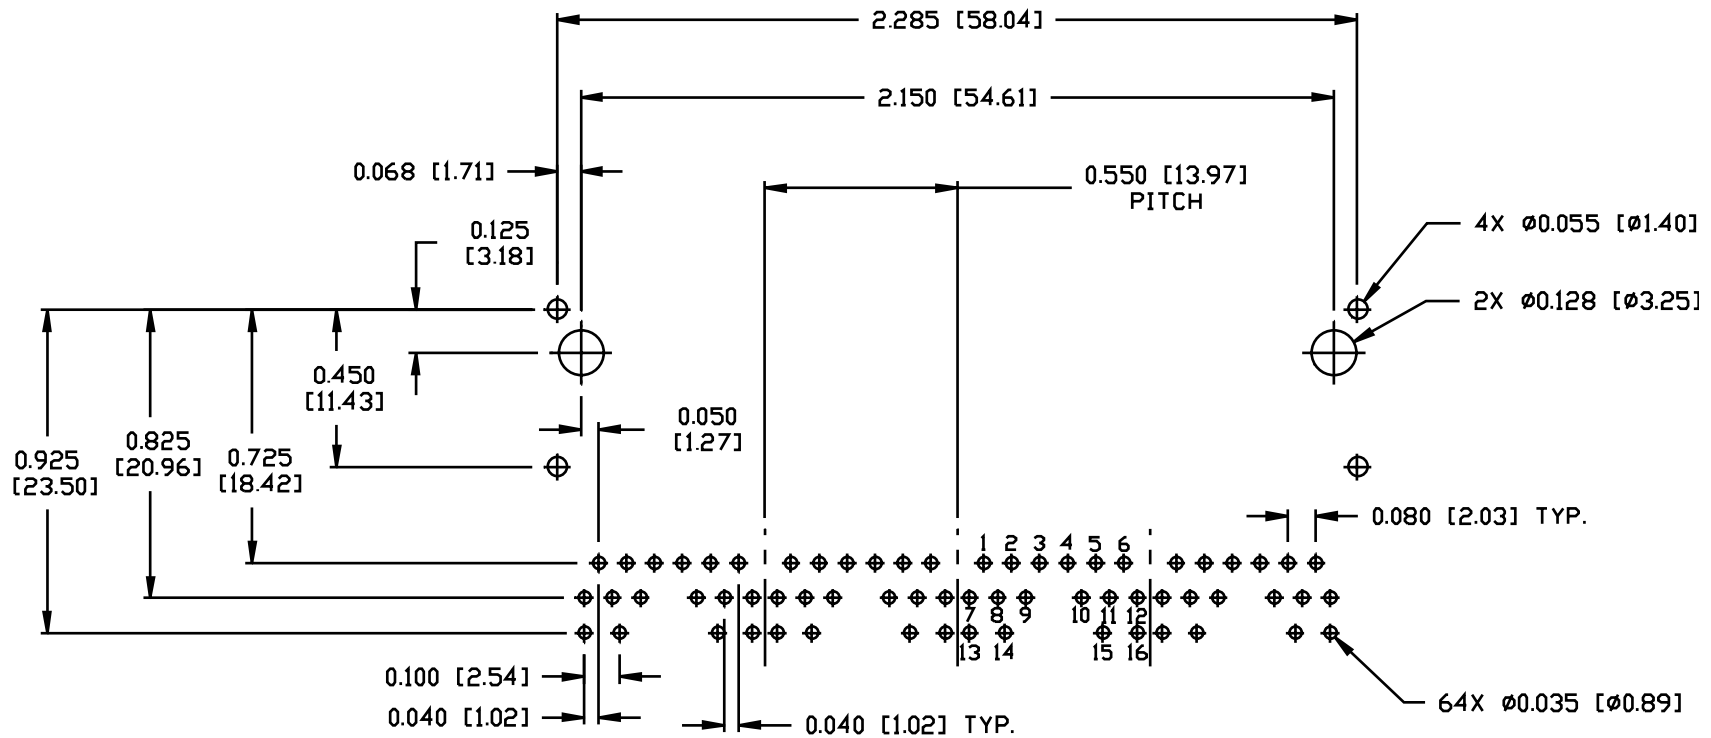 2.285 [58.04]
2.150 [54.61]
0.068 [1.71]
0.550 [13.97]
PITCH
0.125
[3.18]
4X Ø0.055 [Ø1.40]
2X Ø0.128 [Ø3.25]
0.450
[11.43]
0.050
[1.27]
0.825
[20.96]
0.725
[18.42]
0.925
[23.50]
0.080 [2.03] TYP.
1 2 3 4 5 6
7 8 9 10 11 12
13 14 15 16
0.100 [2.54]
0.040 [1.02]
0.040 [1.02] TYP.
64X Ø0.035 [Ø0.89]